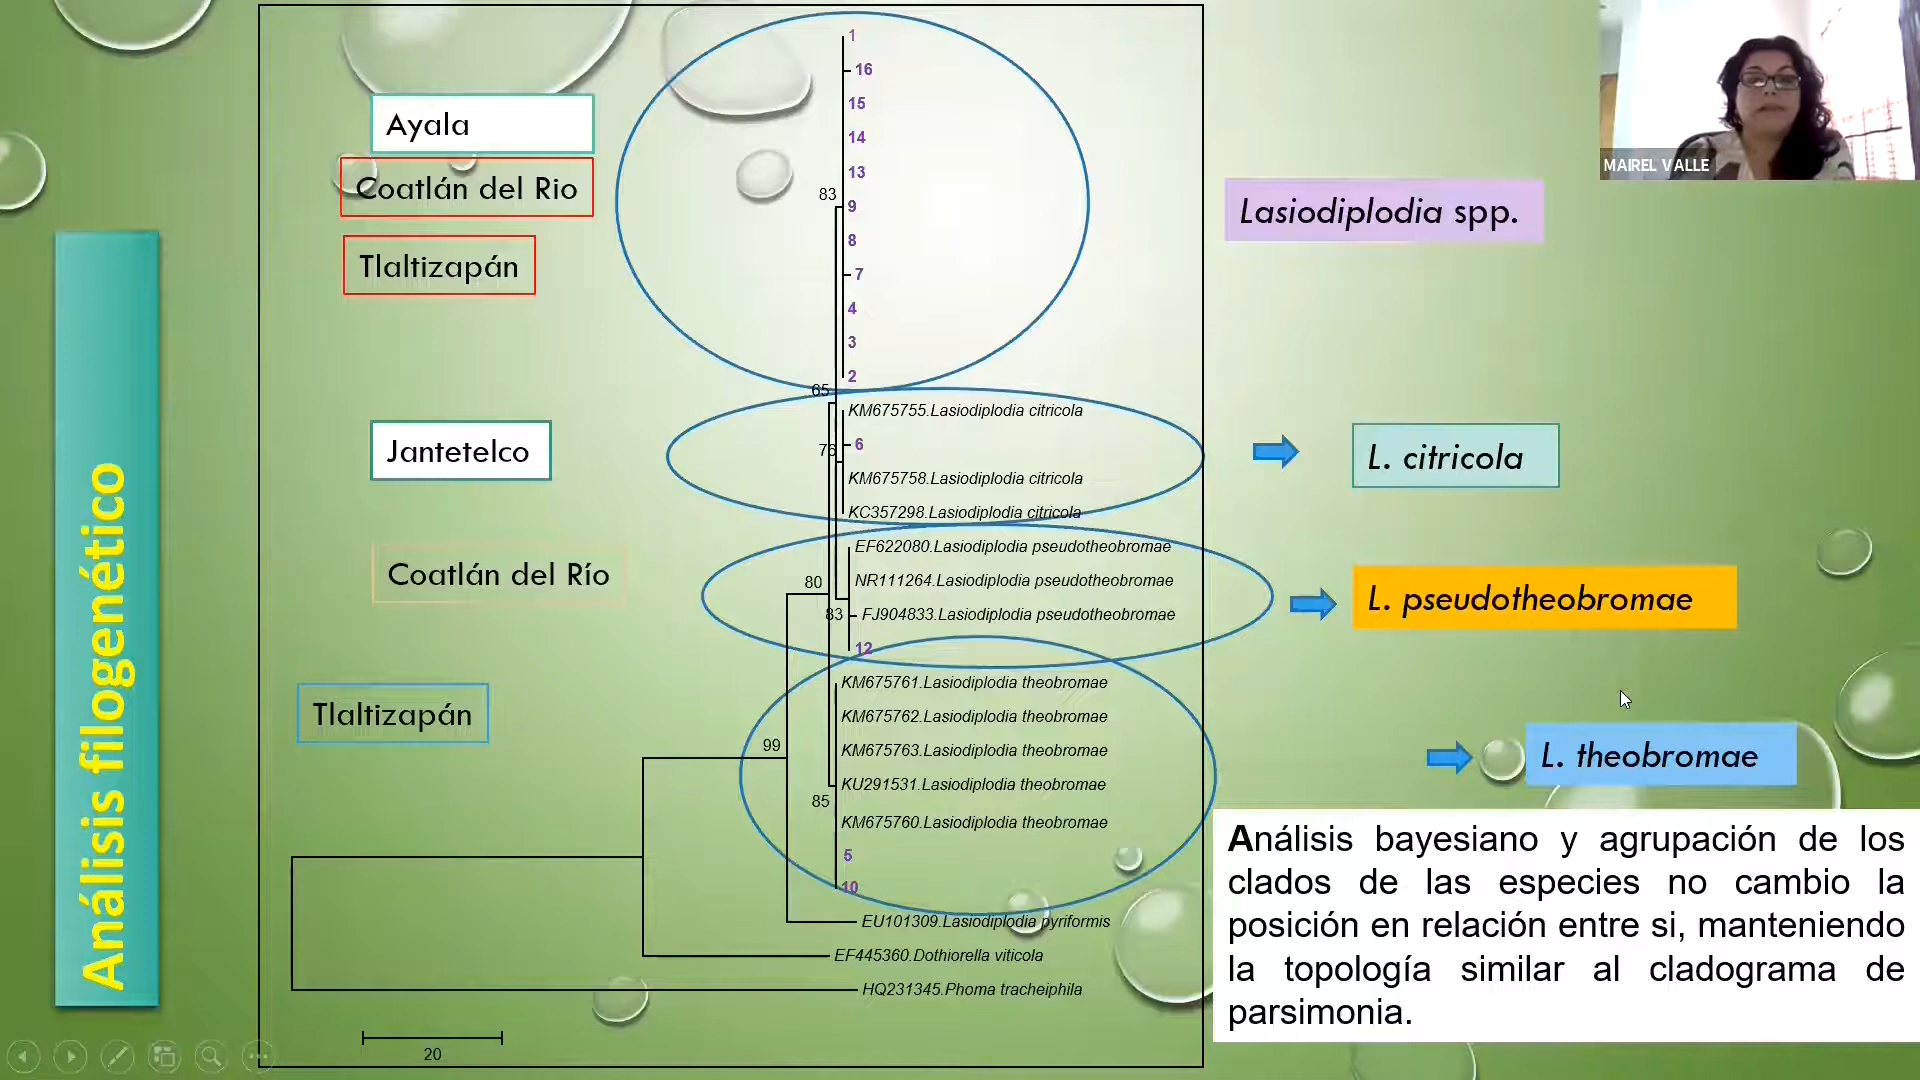 Análisis filogenético
Ayala
Coatlán del Rio
Tlaltizapán
Jantetelco
Coatlán del Río
Tlaltizapán
1
16
15
14
13
83
9
8
7
4
3
2
65
KM675755.Lasiodiplodia citricola
76
6
KM675758.Lasiodiplodia citricola
KC357298.Lasiodiplodia citricola
EF622080.Lasiodiplodia pseudotheobromae
80
NR111264.Lasiodiplodia pseudotheobromae
83
FJ904833.Lasiodiplodia pseudotheobromae
12
KM675761.Lasiodiplodia theobromae
KM675762.Lasiodiplodia theobromae
99
KM675763.Lasiodiplodia theobromae
KU291531.Lasiodiplodia theobromae
85
KM675760.Lasiodiplodia theobromae
5
10
EU101309.Lasiodiplodia pyriformis
EF445360.Dothiorella viticola
HQ231345.Phoma tracheiphila
20
MAIREL VALLE
Lasiodiplodia spp.
L. citricola
L. pseudotheobromae
L. theobromae
Análisis bayesiano y agrupación de los
clados de las especies no cambio la
posición en relación entre si, manteniendo
la topología similar al cladograma de
parsimonia.